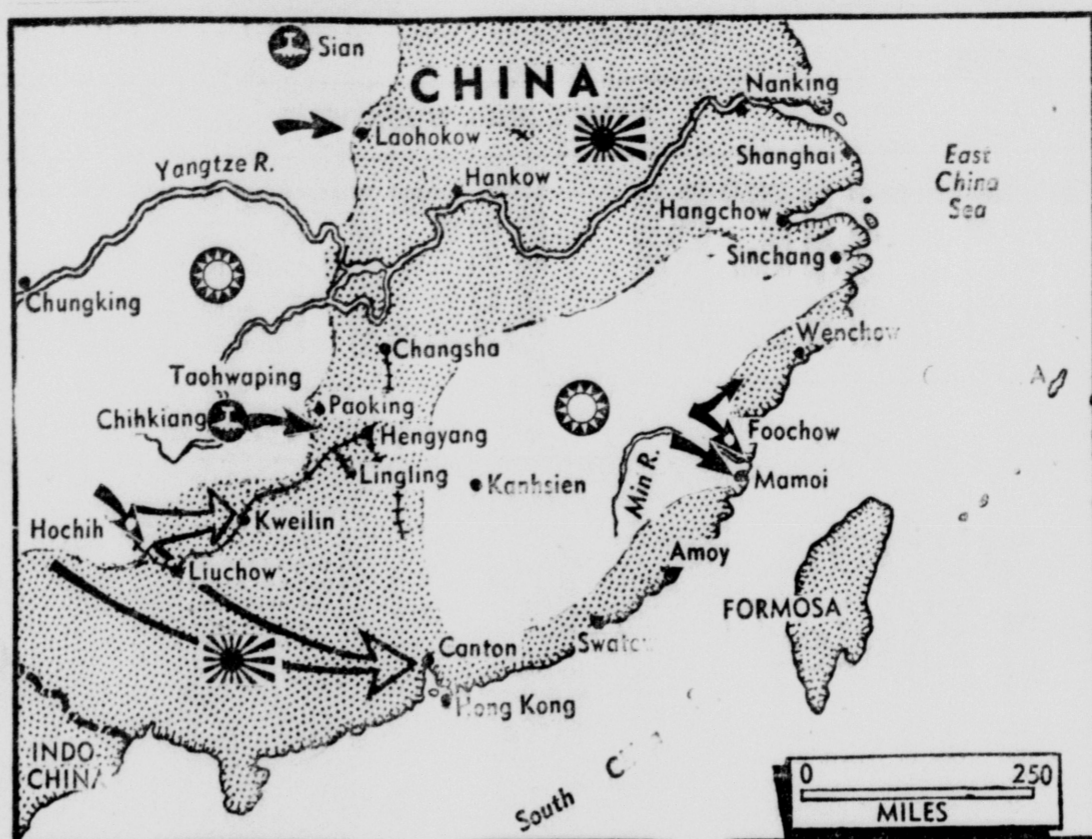 Sian
CHINA
Nanking
Laohokow
Shanghai
East
China
Sea
Yangtze R.
Hankow
Hangchow
Sinchang
Chungking
Wenchow
Changsha
Taohwaping
Paoking
Chihkiang
Hengyang
Foochow
Lingling
Kanhsien
Min R.
Mamoi
Hochih
Kweilin
Liuchow
Amoy
FORMOSA
Canton
Hong Kong
INDO-
CHINA
South
0 250
MILES